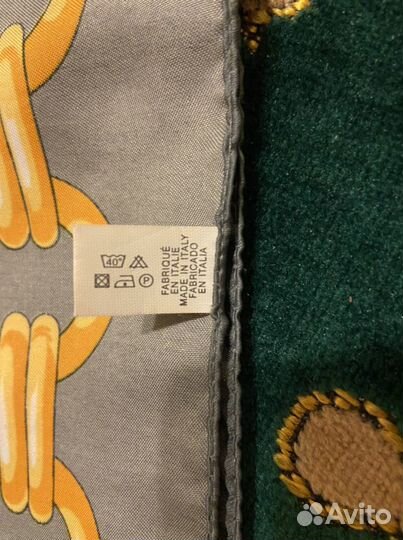 40°
P
FABRIQUÉ
EN ITALIE
MADE IN ITALY
FABRICADO
EN ITALIA
Avito